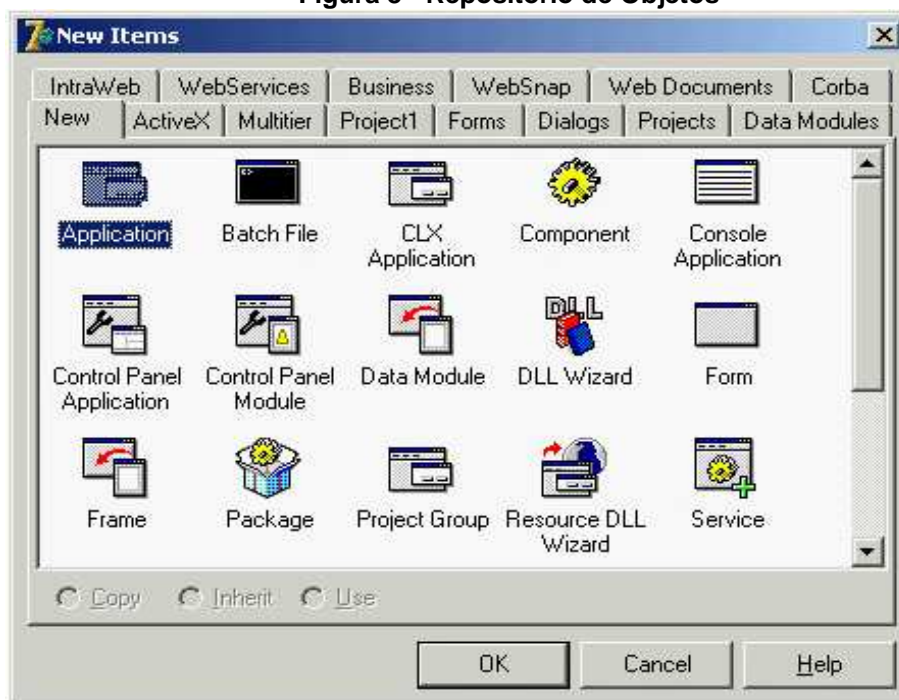 Figura 8 - Repositório de Objetos
New Items
IntraWeb WebServices Business WebSnap Web Documents Corba
New ActiveX Multitier Project1 Forms Dialogs Projects Data Modules
Application Batch File CLX Application Component Console Application
Control Panel Application Control Panel Module Data Module DLL Wizard Form
DLL
Frame Package Project Group Resource DLL Wizard Service
Copy Inherit Use
OK Cancel Help